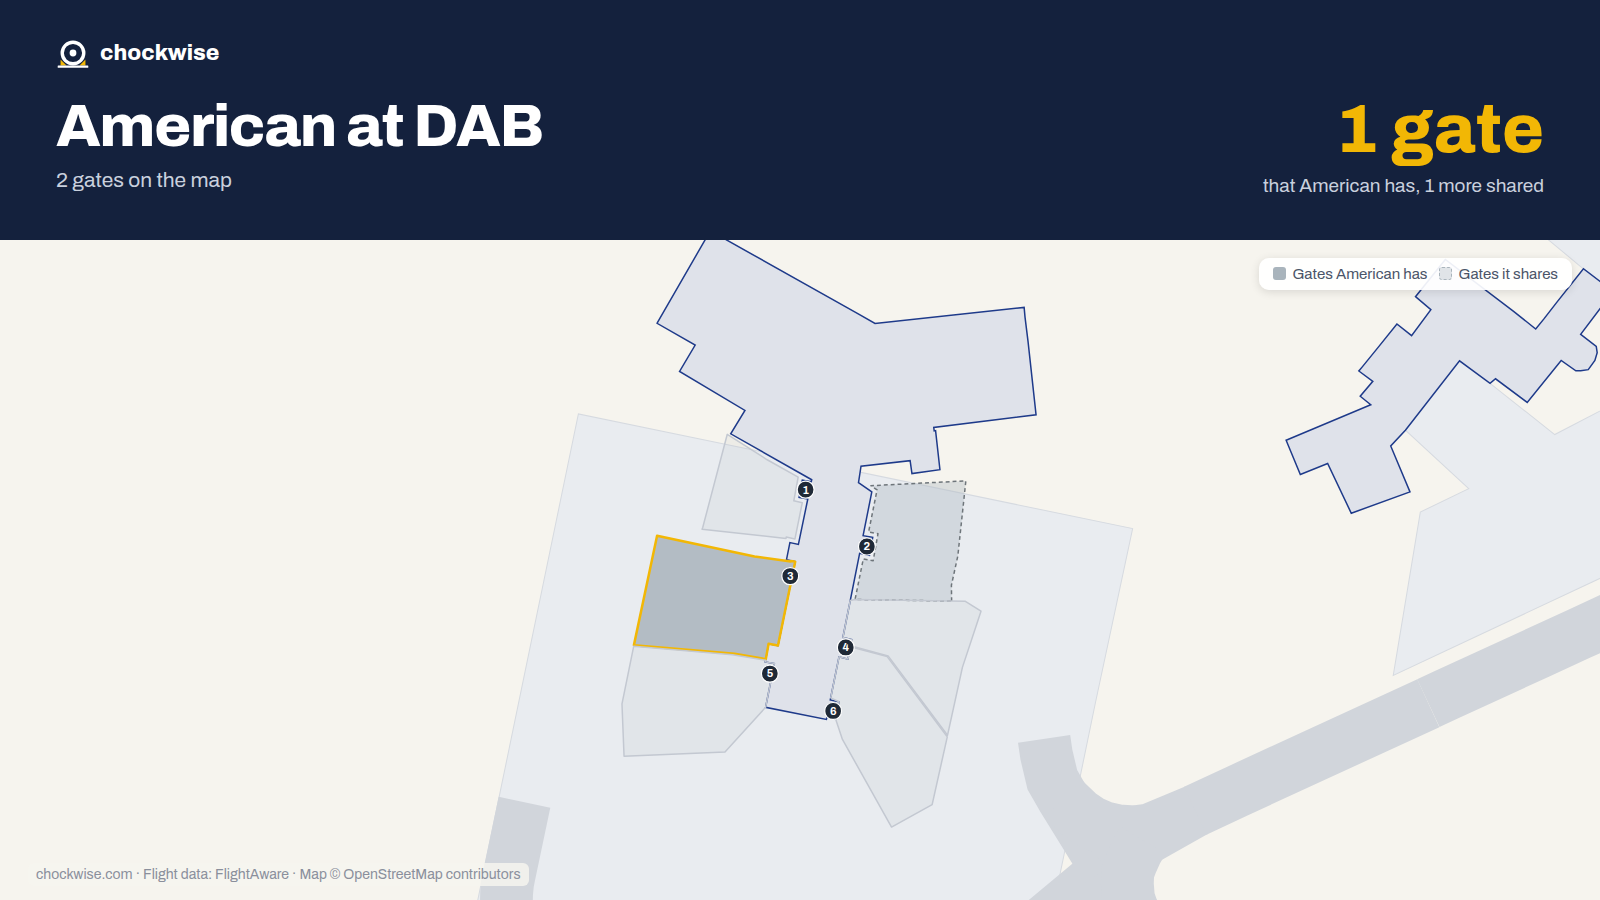 chockwise
American at DAB
2 gates on the map
1 gate
that American has, 1 more shared
Gates American has
Gates it shares
1
2
3
4
5
6
chockwise.com · Flight data: FlightAware · Map © OpenStreetMap contributors